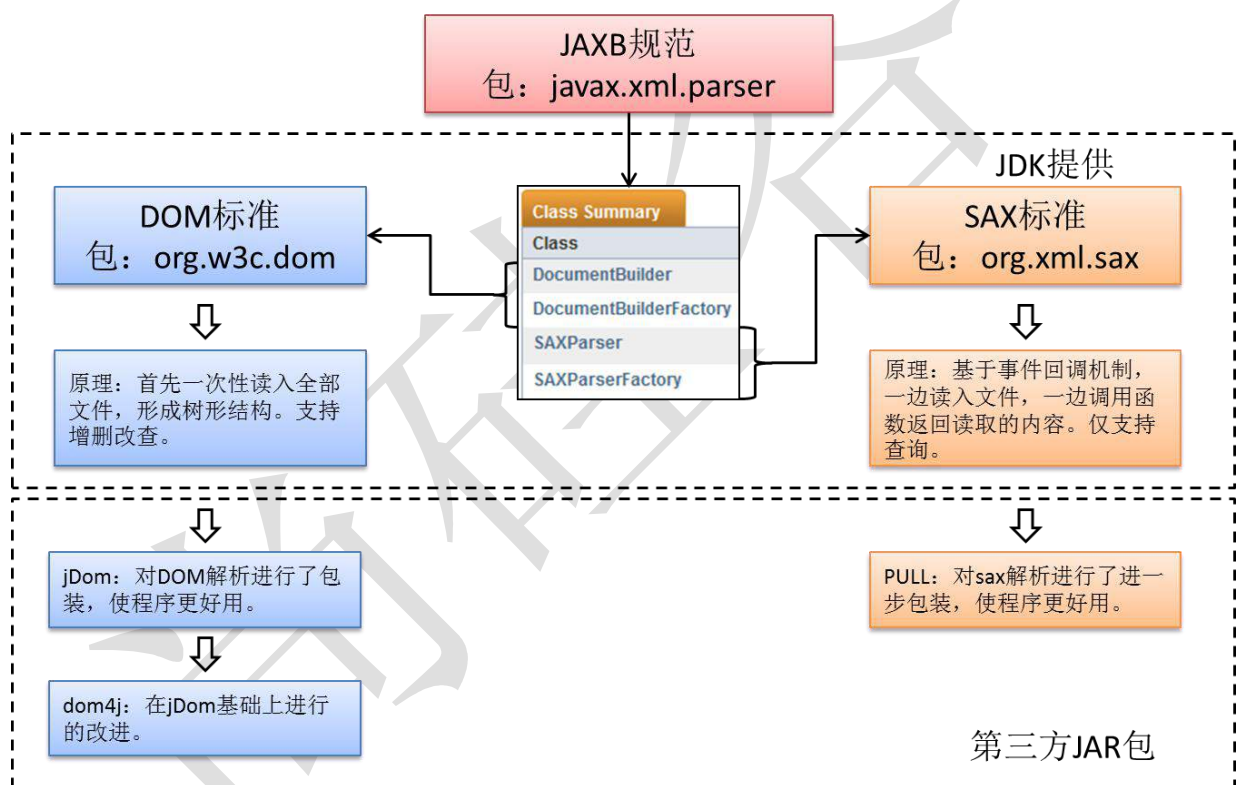 JAXB规范
包：javax.xml.parser
JDK提供
DOM标准
包：org.w3c.dom
Class Summary
Class
DocumentBuilder
DocumentBuilderFactory
SAXParser
SAXParserFactory
SAX标准
包：org.xml.sax
原理：首先一次性读入全部
文件，形成树形结构。支持
增删改查。
原理：基于事件回调机制，
一边读入文件，一边调用函
数返回读取的内容。仅支持
查询。
jDom：对DOM解析进行了包
装，使程序更好用。
PULL：对sax解析进行了进一
步包装，使程序更好用。
dom4j：在jDom基础上进行
的改进。
第三方JAR包
尚硅谷